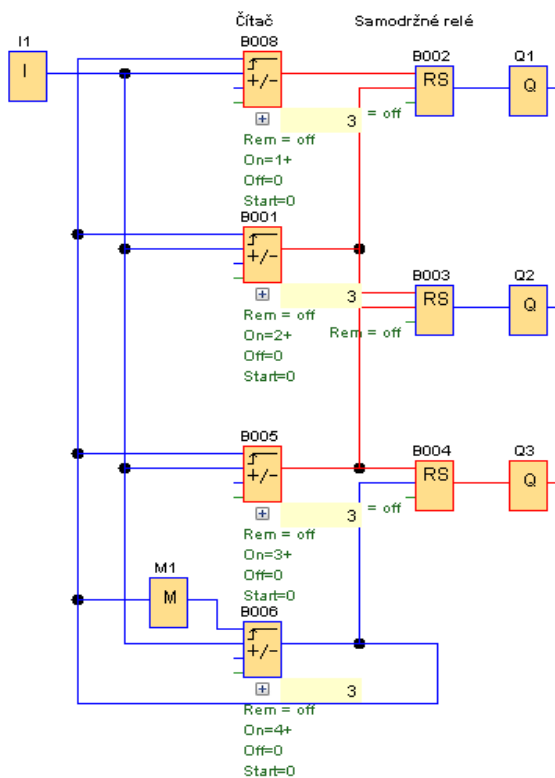 Čítač Samodržné relé
I1 B008 B002 Q1
I +/- RS Q
3 = off
Rem = off
On=1+
Off=0
Start=0
B001
+/-
B003 Q2
3 RS Q
Rem = off Rem = off
On=2+
Off=0
Start=0
B005 B004 Q3
+/- RS Q
3 = off
Rem = off
On=3+
Off=0
Start=0
M1
M
B006
+/-
3
Rem = off
On=4+
Off=0
Start=0